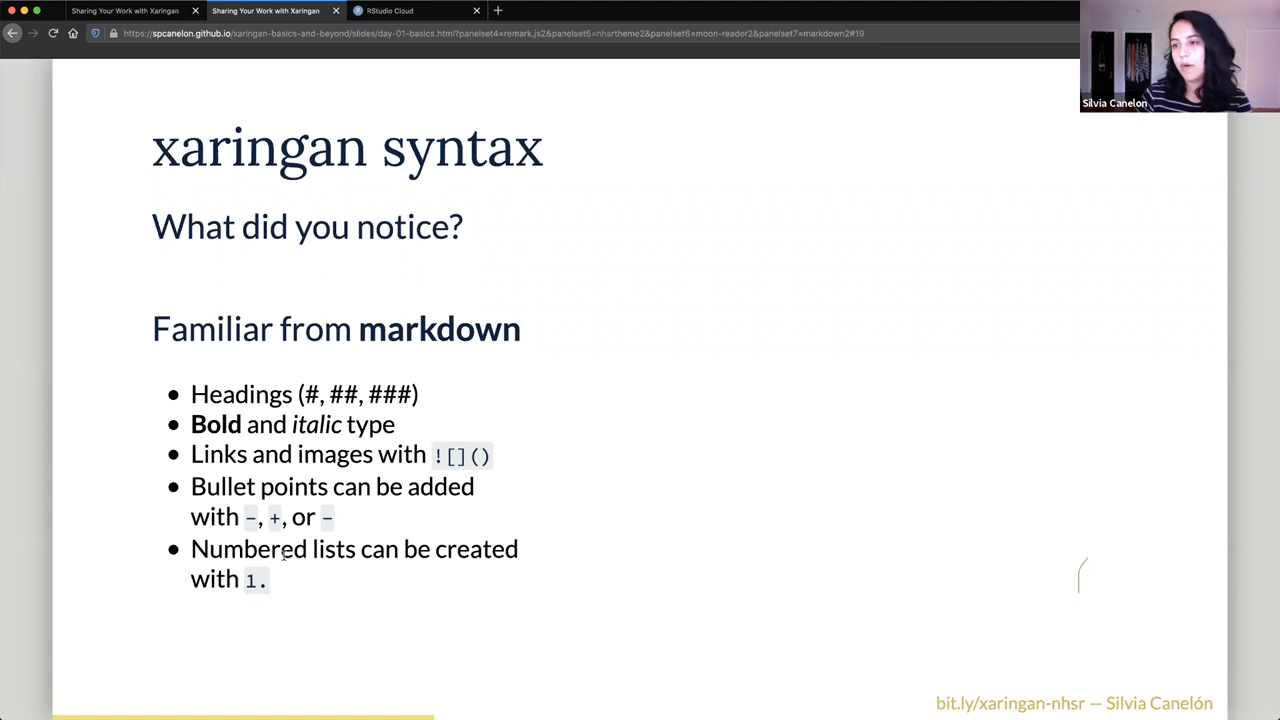 Sharing Your Work with Xaringan
Sharing Your Work with Xaringan
RStudio Cloud
https://spcanelon.github.io/xaringan-basics-and-beyond/slides/day-01-basics.html?panelset4=remark.js2&panelset5=nhsrtheme2&panelset6=moon-reader2&panelset7=markdown2#19
Silvia Canelon
xaringan syntax
What did you notice?
Familiar from markdown
• Headings (#, ##, ###)
• Bold and italic type
• Links and images with ![]()
• Bullet points can be added
with -, +, or -
• Numbered lists can be created
with 1.
bit.ly/xaringan-nhsr — Silvia Canelón